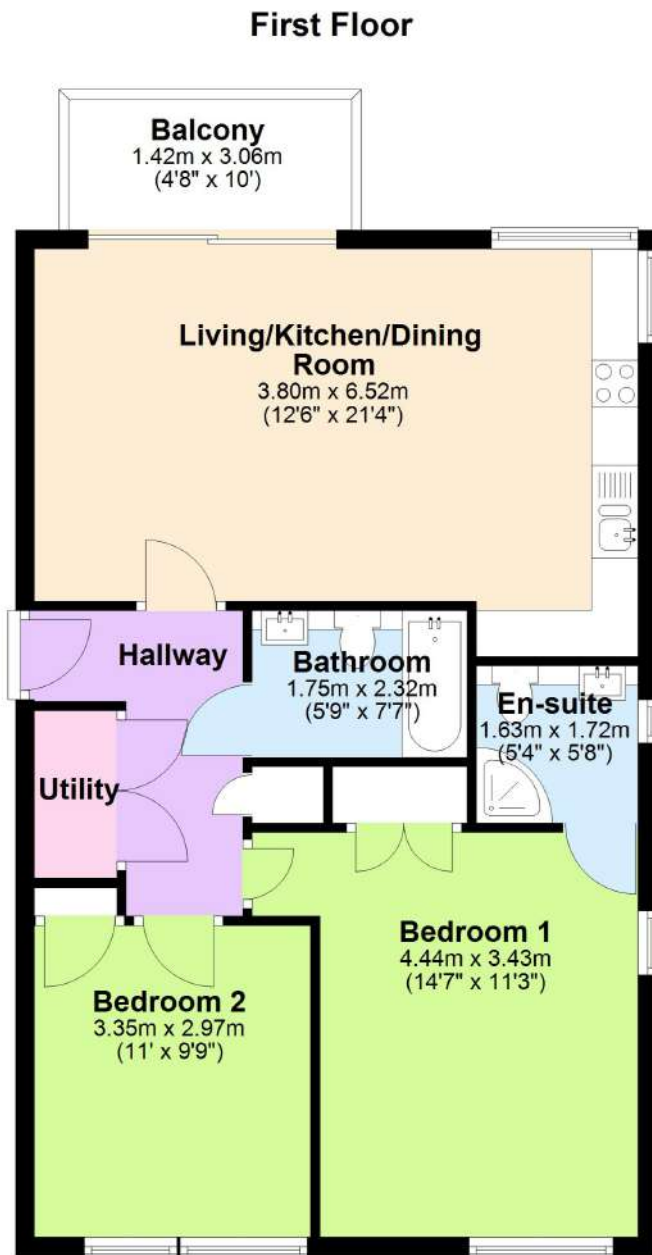 First Floor
Balcony
1.42m x 3.06m
(4'8" x 10')
Living/Kitchen/Dining
Room
3.80m x 6.52m
(12'6" x 21'4")
Hallway
Bathroom
1.75m x 2.32m
(5'9" x 7'7")
En-suite
1.63m x 1.72m
(5'4" x 5'8")
Utility
Bedroom 1
4.44m x 3.43m
(14'7" x 11'3")
Bedroom 2
3.35m x 2.97m
(11' x 9'9")